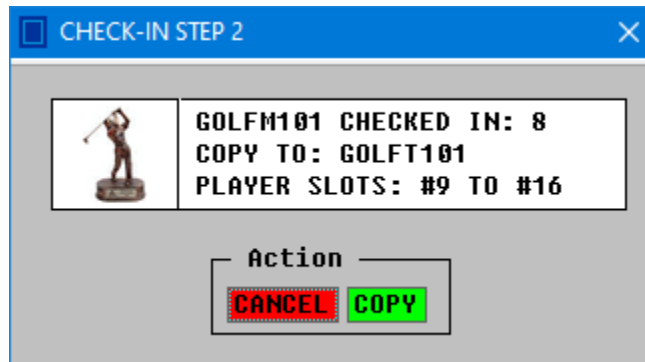 CHECK-IN STEP 2
GOLFM101 CHECKED IN: 8
COPY TO: GOLFT101
PLAYER SLOTS: #9 TO #16
Action
CANCEL COPY